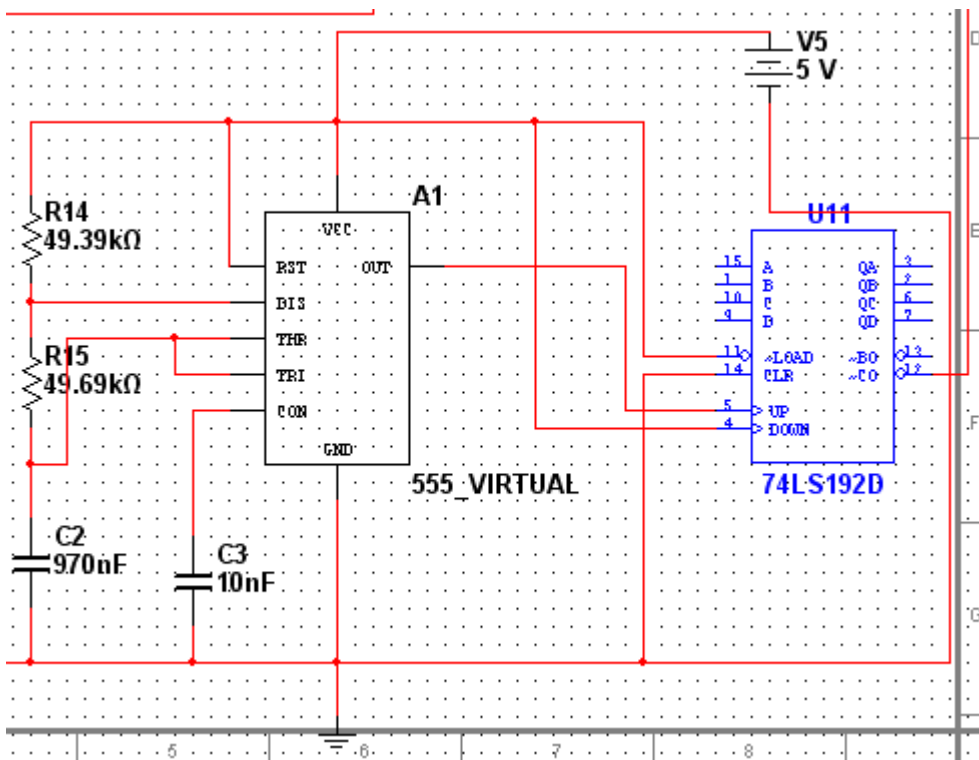 V5
5 V
A1
U11
R14
49.39kΩ
VCC
RST
OUT
DIS
THR
TRI
CON
GND
555_VIRTUAL
R15
49.69kΩ
C2
970nF
C3
10nF
15
A
QA
3
1
B
QB
2
10
C
QC
6
9
D
QD
7
11
~LOAD
~BO
13
14
CLR
~CO
12
5
UP
4
DOWN
74LS192D
D
E
F
G
5
6
7
8